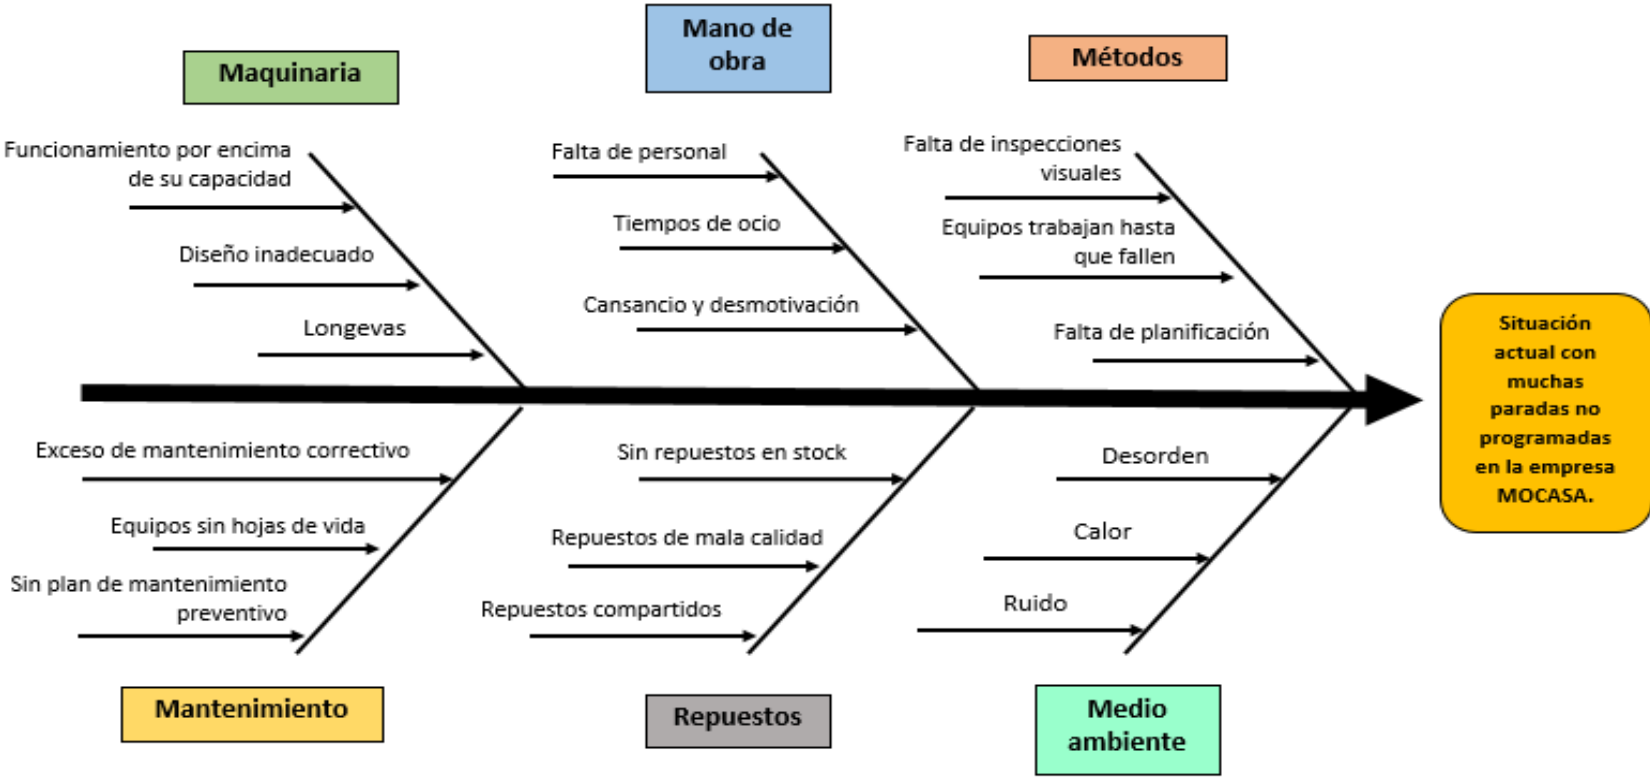 Maquinaria
Mano de
obra
Métodos
Funcionamiento por encima
de su capacidad
Diseño inadecuado
Longevas
Falta de personal
Tiempos de ocio
Cansancio y desmotivación
Falta de inspecciones
visuales
Equipos trabajan hasta
que fallen
Falta de planificación
Situación
actual con
muchas
paradas no
programadas
en la empresa
MOCASA.
Exceso de mantenimiento correctivo
Equipos sin hojas de vida
Sin plan de mantenimiento
preventivo
Sin repuestos en stock
Repuestos de mala calidad
Repuestos compartidos
Desorden
Calor
Ruido
Mantenimiento
Repuestos
Medio
ambiente